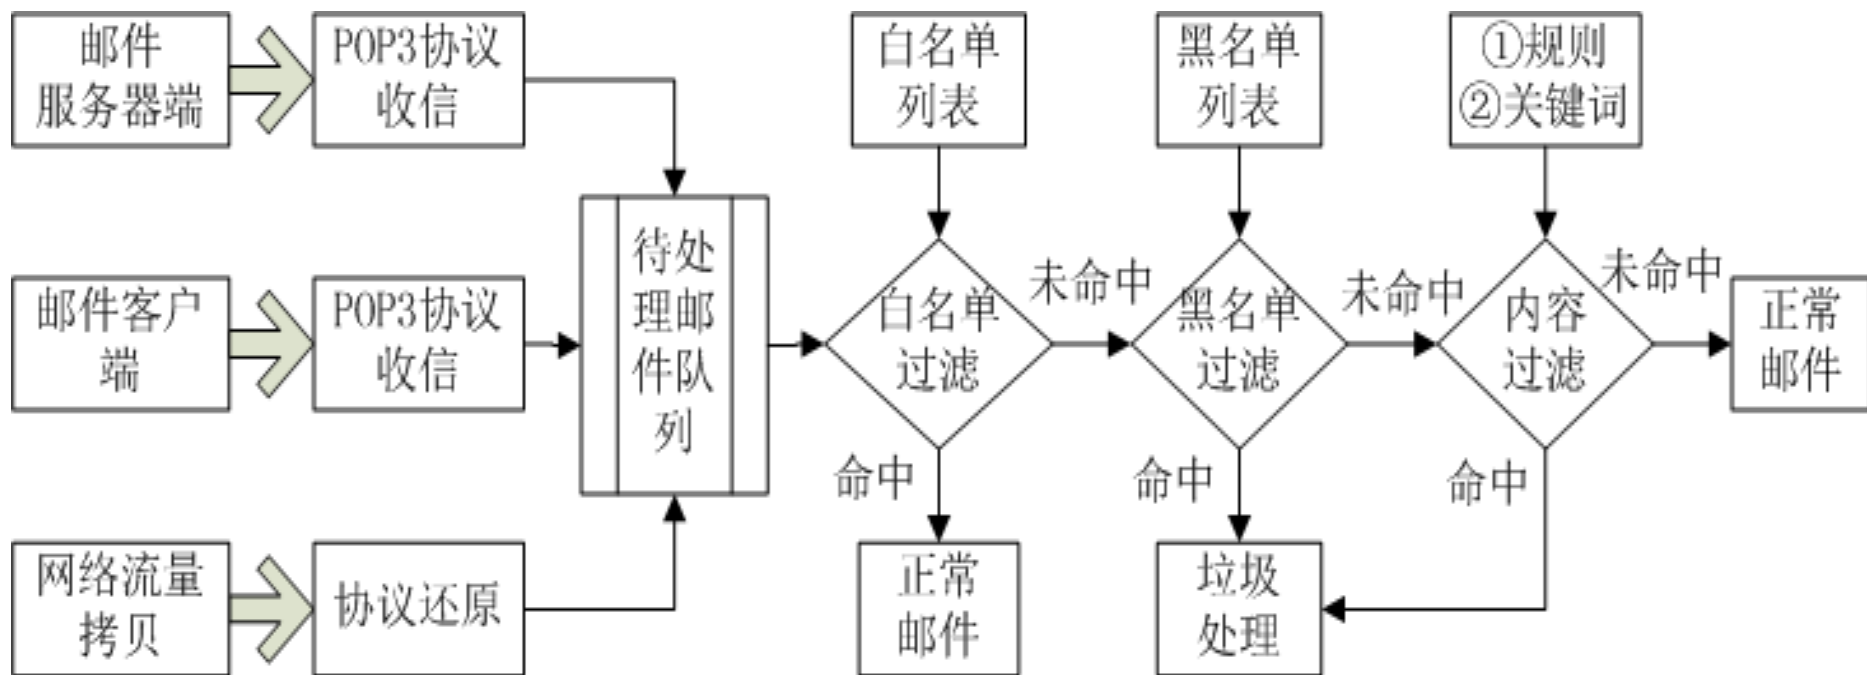 邮件
服务器端
POP3协议
收信
白名单
列表
黑名单
列表
①规则
②关键词
邮件客户
端
POP3协议
收信
待处
理邮
件队
列
白名单
过滤
未命中
黑名单
过滤
未命中
内容
过滤
未命中
正常
邮件
命中
命中
命中
网络流量
拷贝
协议还原
正常
邮件
垃圾
处理